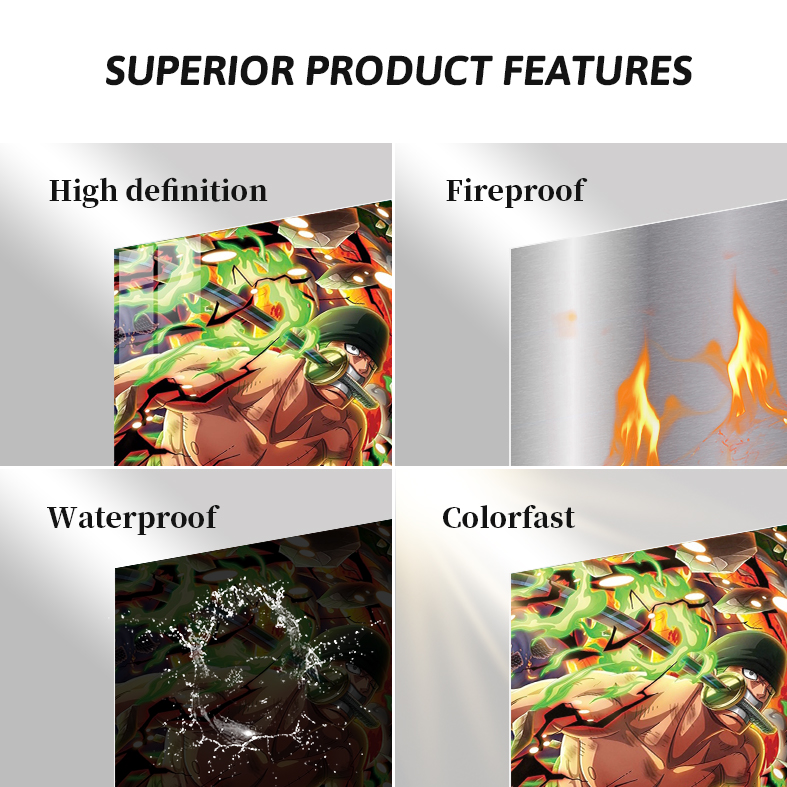 SUPERIOR PRODUCT FEATURES
High definition
Fireproof
Waterproof
Colorfast